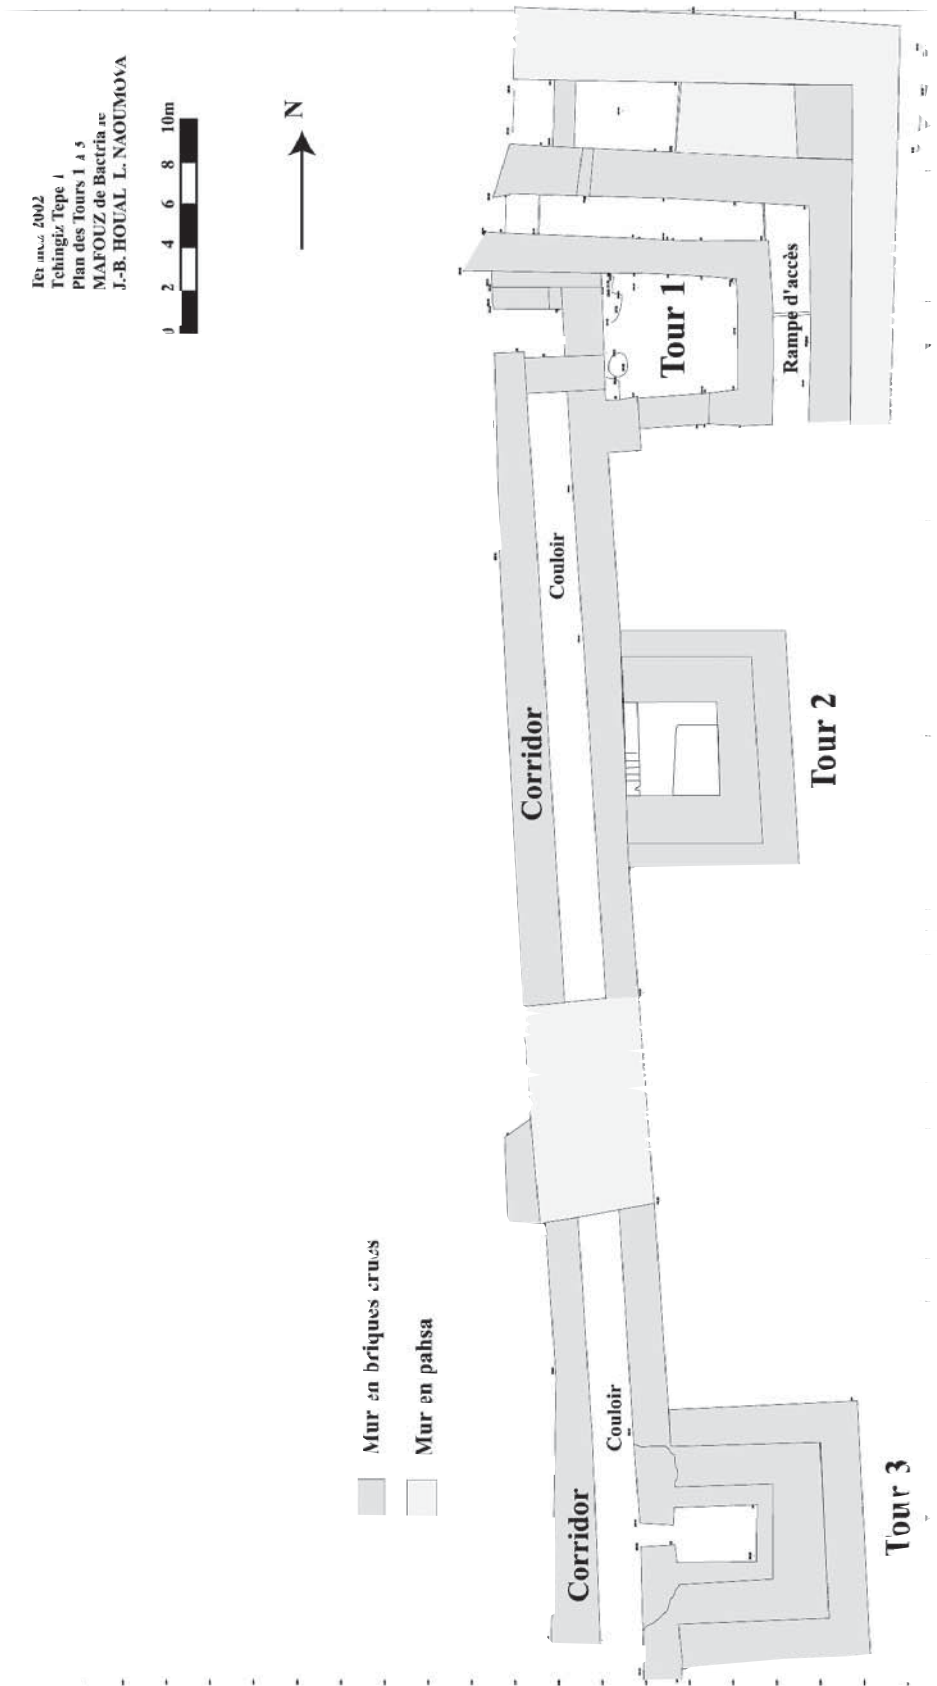 2002
Tchingiz Tepe 1
Plan des Tours 1 à 3
MAFOUZ de Bactriane
J.-B. HOUAL L. NAOUMOVA
0 2 4 6 8 10m
N
Tour 1
Rampe d'accès
Couloir
Corridor
Tour 2
Mur en briques crues
Mur en pahsa
Couloir
Corridor
Tour 3